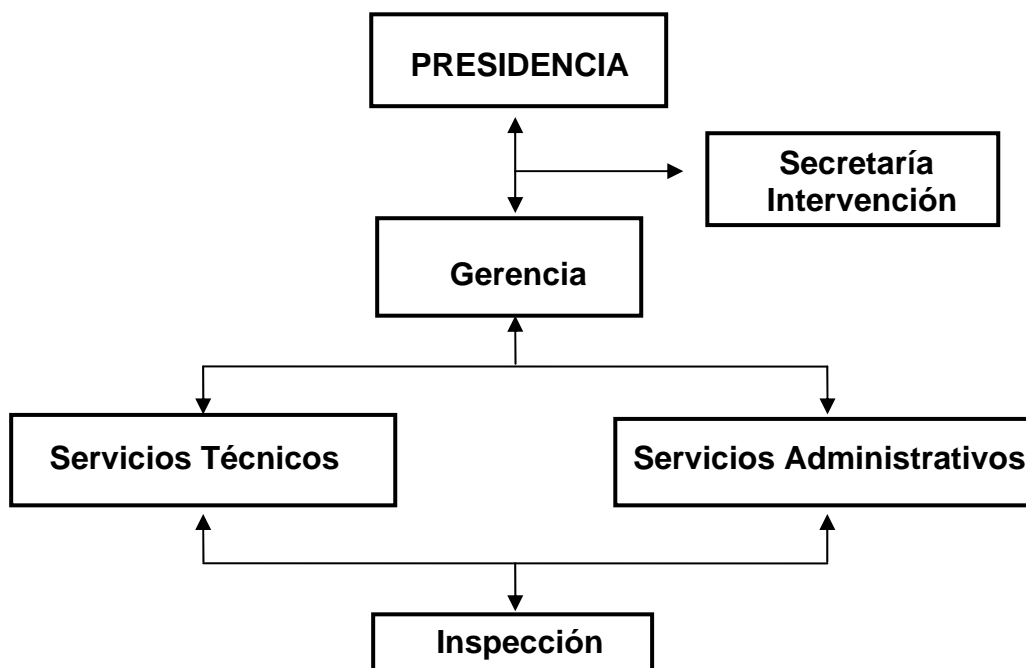 PRESIDENCIA
Secretaría
Intervención
Gerencia
Servicios Técnicos
Servicios Administrativos
Inspección